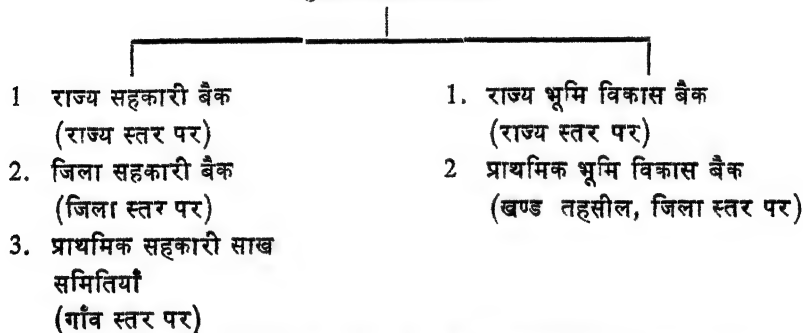 1 राज्य सहकारी बैक
(राज्य स्तर पर)
2. जिला सहकारी बैक
(जिला स्तर पर)
3. प्राथमिक सहकारी साख
समितियाँ
(गाँव स्तर पर)
1. राज्य भूमि विकास बैक
(राज्य स्तर पर)
2 प्राथमिक भूमि विकास बैक
(खण्ड तहसील, जिला स्तर पर)